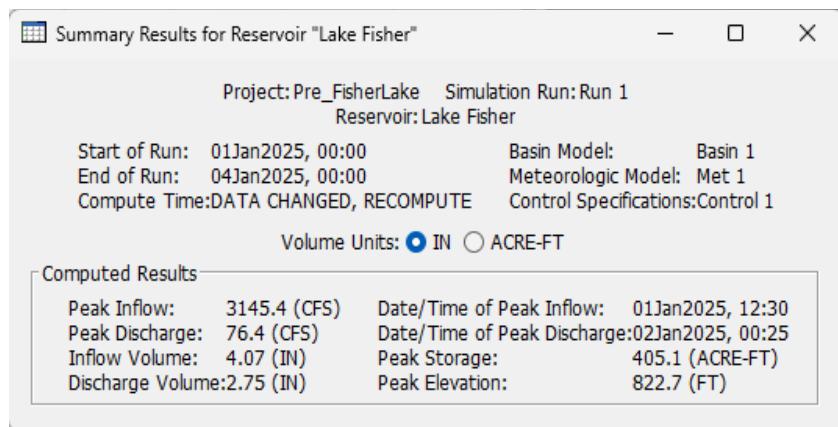 Summary Results for Reservoir "Lake Fisher"
Project: Pre_FisherLake Simulation Run: Run 1
Reservoir: Lake Fisher
Start of Run: 01Jan2025, 00:00 Basin Model: Basin 1
End of Run: 04Jan2025, 00:00 Meteorologic Model: Met 1
Compute Time:DATA CHANGED, RECOMPUTE Control Specifications:Control 1
Volume Units: IN ACRE-FT
Computed Results
Peak Inflow: 3145.4 (CFS) Date/Time of Peak Inflow: 01Jan2025, 12:30
Peak Discharge: 76.4 (CFS) Date/Time of Peak Discharge:02Jan2025, 00:25
Inflow Volume: 4.07 (IN) Peak Storage: 405.1 (ACRE-FT)
Discharge Volume:2.75 (IN) Peak Elevation: 822.7 (FT)